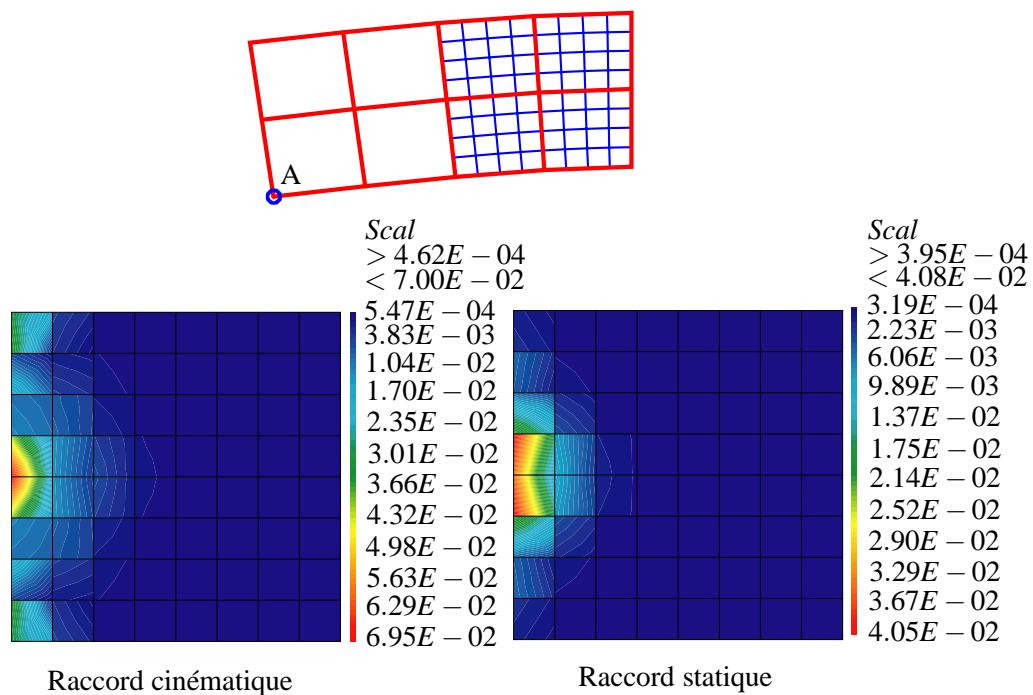 A
Scal
> 4.62E − 04
< 7.00E − 02
5.47E − 04
3.83E − 03
1.04E − 02
1.70E − 02
2.35E − 02
3.01E − 02
3.66E − 02
4.32E − 02
4.98E − 02
5.63E − 02
6.29E − 02
6.95E − 02
Raccord cinématique
Scal
> 3.95E − 04
< 4.08E − 02
3.19E − 04
2.23E − 03
6.06E − 03
9.89E − 03
1.37E − 02
1.75E − 02
2.14E − 02
2.52E − 02
2.90E − 02
3.29E − 02
3.67E − 02
4.05E − 02
Raccord statique